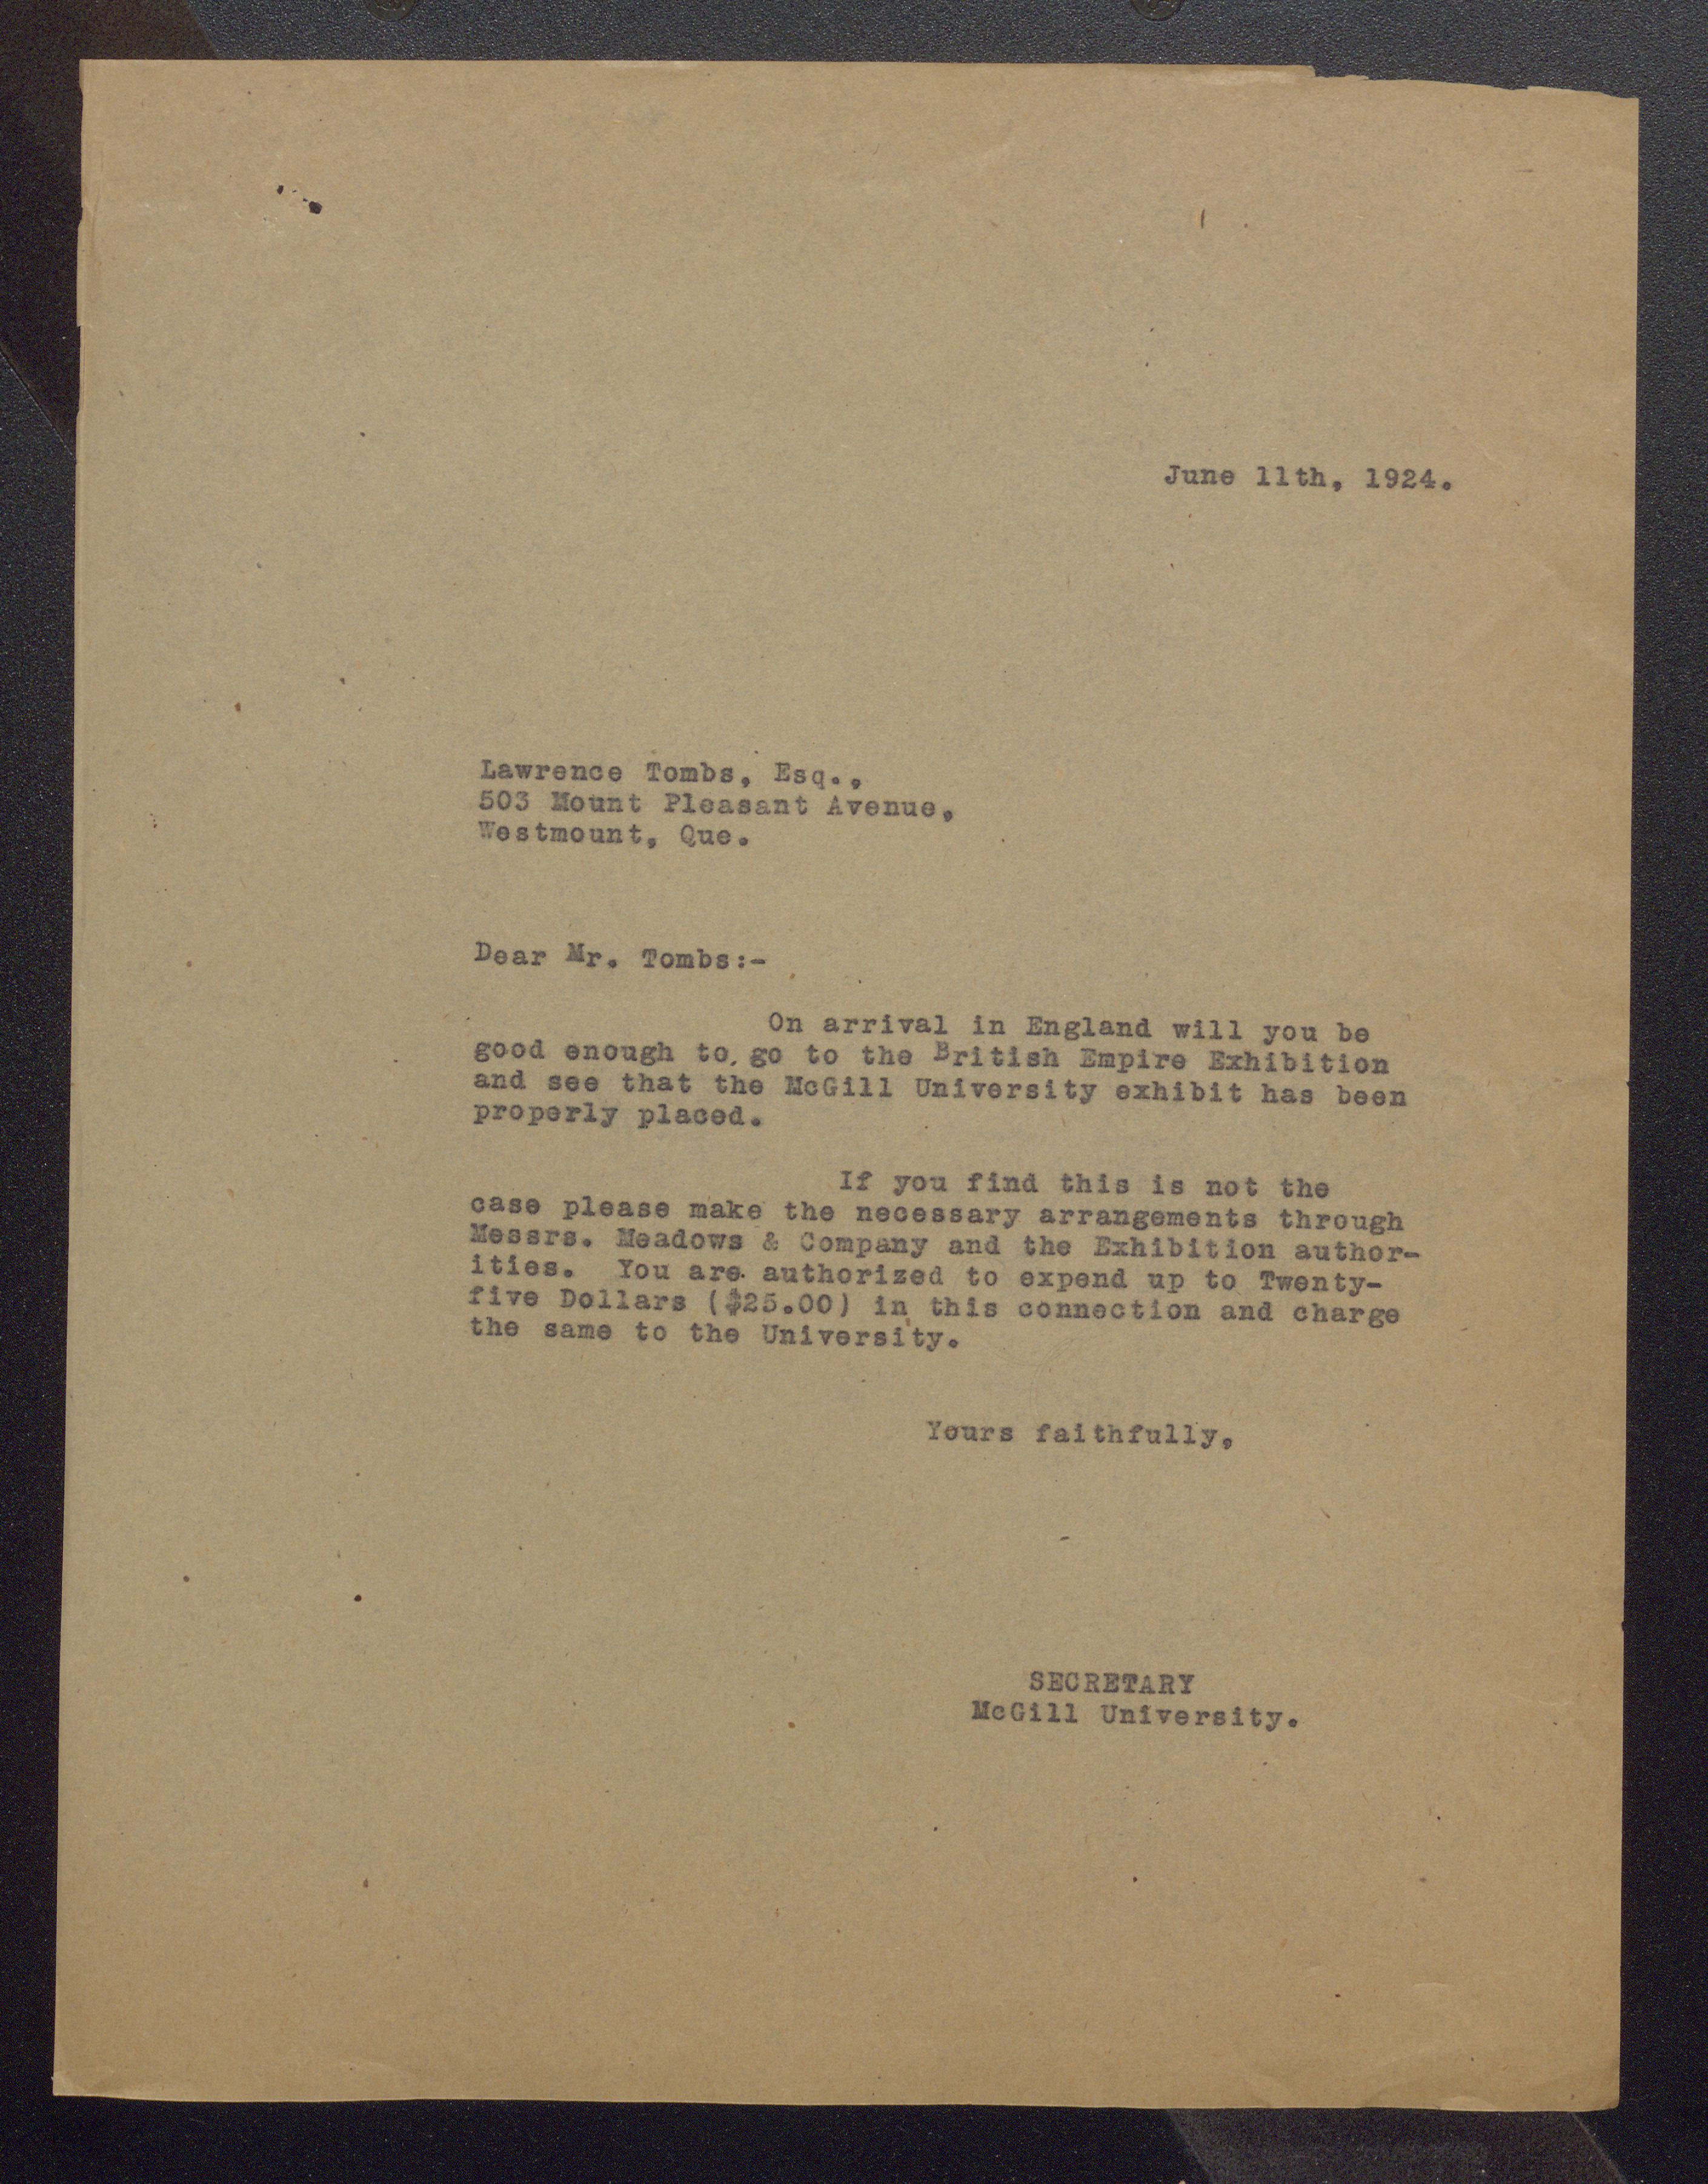 June 11th, 1924.
Lawrence Tombs, Esq.,
503 Mount Pleasant Avenue,
Westmount, Que.
Dear Mr. Tombs:-
On arrival in England will you be
good enough to go to the British Empire Exhibition
and see that the McGill University exhibit has been
properly placed.
If you find this is not the
case please make the necessary arrangements through
Messrs. Meadows & Company and the Exhibition author-
ities. You are authorized to expend up to Twenty-
five Dollars ($25.00) in this connection and charge
the same to the University.
Yours faithfully,
SECRETARY
McGill University.